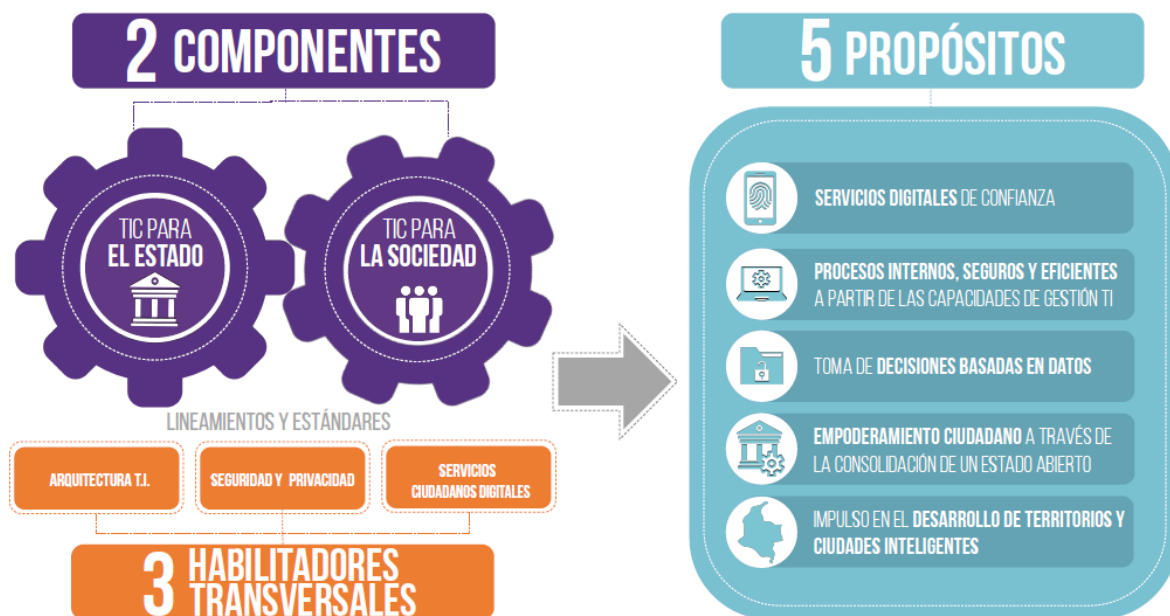 2 COMPONENTES
TIC PARA
EL ESTADO
TIC PARA
LA SOCIEDAD
LINEAMIENTOS Y ESTÁNDARES
ARQUITECTURA T.I.
SEGURIDAD Y PRIVACIDAD
SERVICIOS
CIUDADANOS DIGITALES
3 HABILITADORES
TRANSVERSALES
5 PROPÓSITOS
SERVICIOS DIGITALES DE CONFIANZA
PROCESOS INTERNOS, SEGUROS Y EFICIENTES
A PARTIR DE LAS CAPACIDADES DE GESTIÓN TI
TOMA DE DECISIONES BASADAS EN DATOS
EMPODERAMIENTO CIUDADANO A TRAVÉS DE
LA CONSOLIDACIÓN DE UN ESTADO ABIERTO
IMPULSO EN EL DESARROLLO DE TERRITORIOS Y
CIUDADES INTELIGENTES